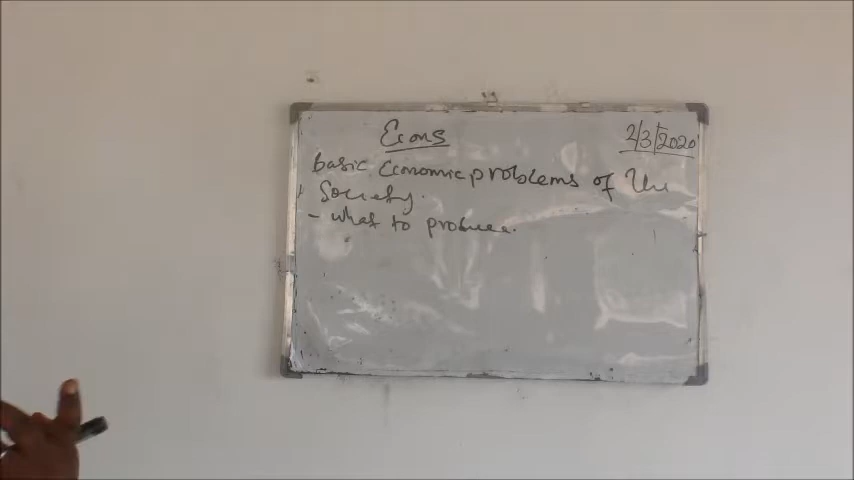 Econs
2/3/2020
basic Economic problems of the
Society.
- what to produce.